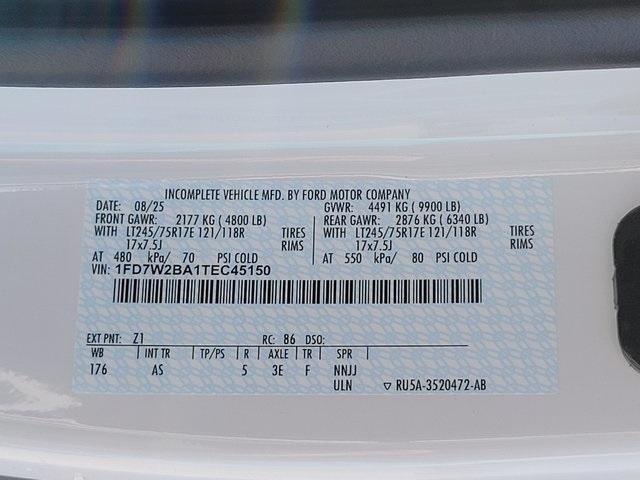 INCOMPLETE VEHICLE MFD. BY FORD MOTOR COMPANY
DATE: 08/25 GVWR: 4491 KG ( 9900 LB)
FRONT GAWR: 2177 KG ( 4800 LB) REAR GAWR: 2876 KG ( 6340 LB)
WITH LT245/75R17E 121/118R TIRES WITH LT245/75R17E 121/118R TIRES
17x7.5J RIMS 17x7.5J RIMS
AT 480 kPa/ 70 PSI COLD AT 550 kPa/ 80 PSI COLD
VIN: 1FD7W2BA1TEC45150
EXT PNT: Z1 RC: 86 DSO:
WB INT TR TP/PS R AXLE TR SPR
176 AS 5 3E F NNJJ
ULN ▽ RU5A-3520472-AB